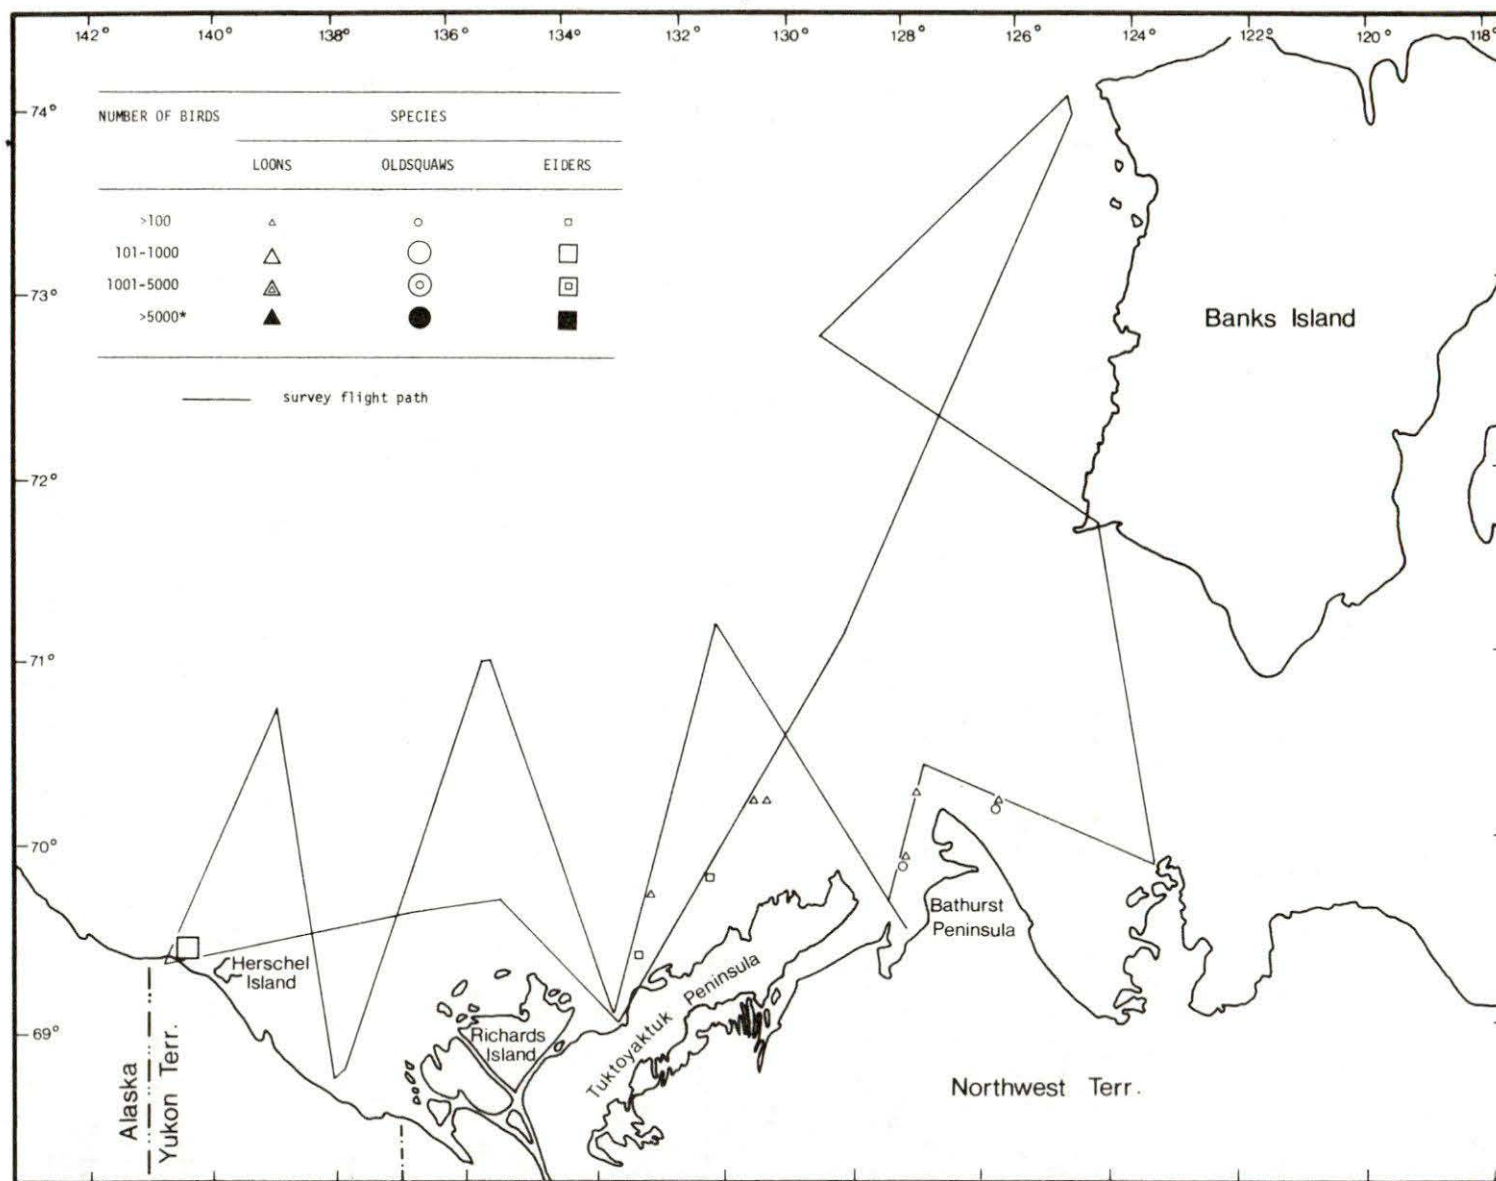 142° 140° 138° 136° 134° 132° 130° 128° 126° 124° 122° 120° 118°
74°
NUMBER OF BIRDS SPECIES
LOONS OLDSQUAWS EIDERS
>100
101-1000
1001-5000
>5000*
73°
Banks Island
survey flight path
72°
71°
70°
Bathurst
Peninsula
Herschel
Island
Tuktoyaktuk Peninsula
Richards
Island
69°
Northwest Terr.
Alaska
Yukon Terr.